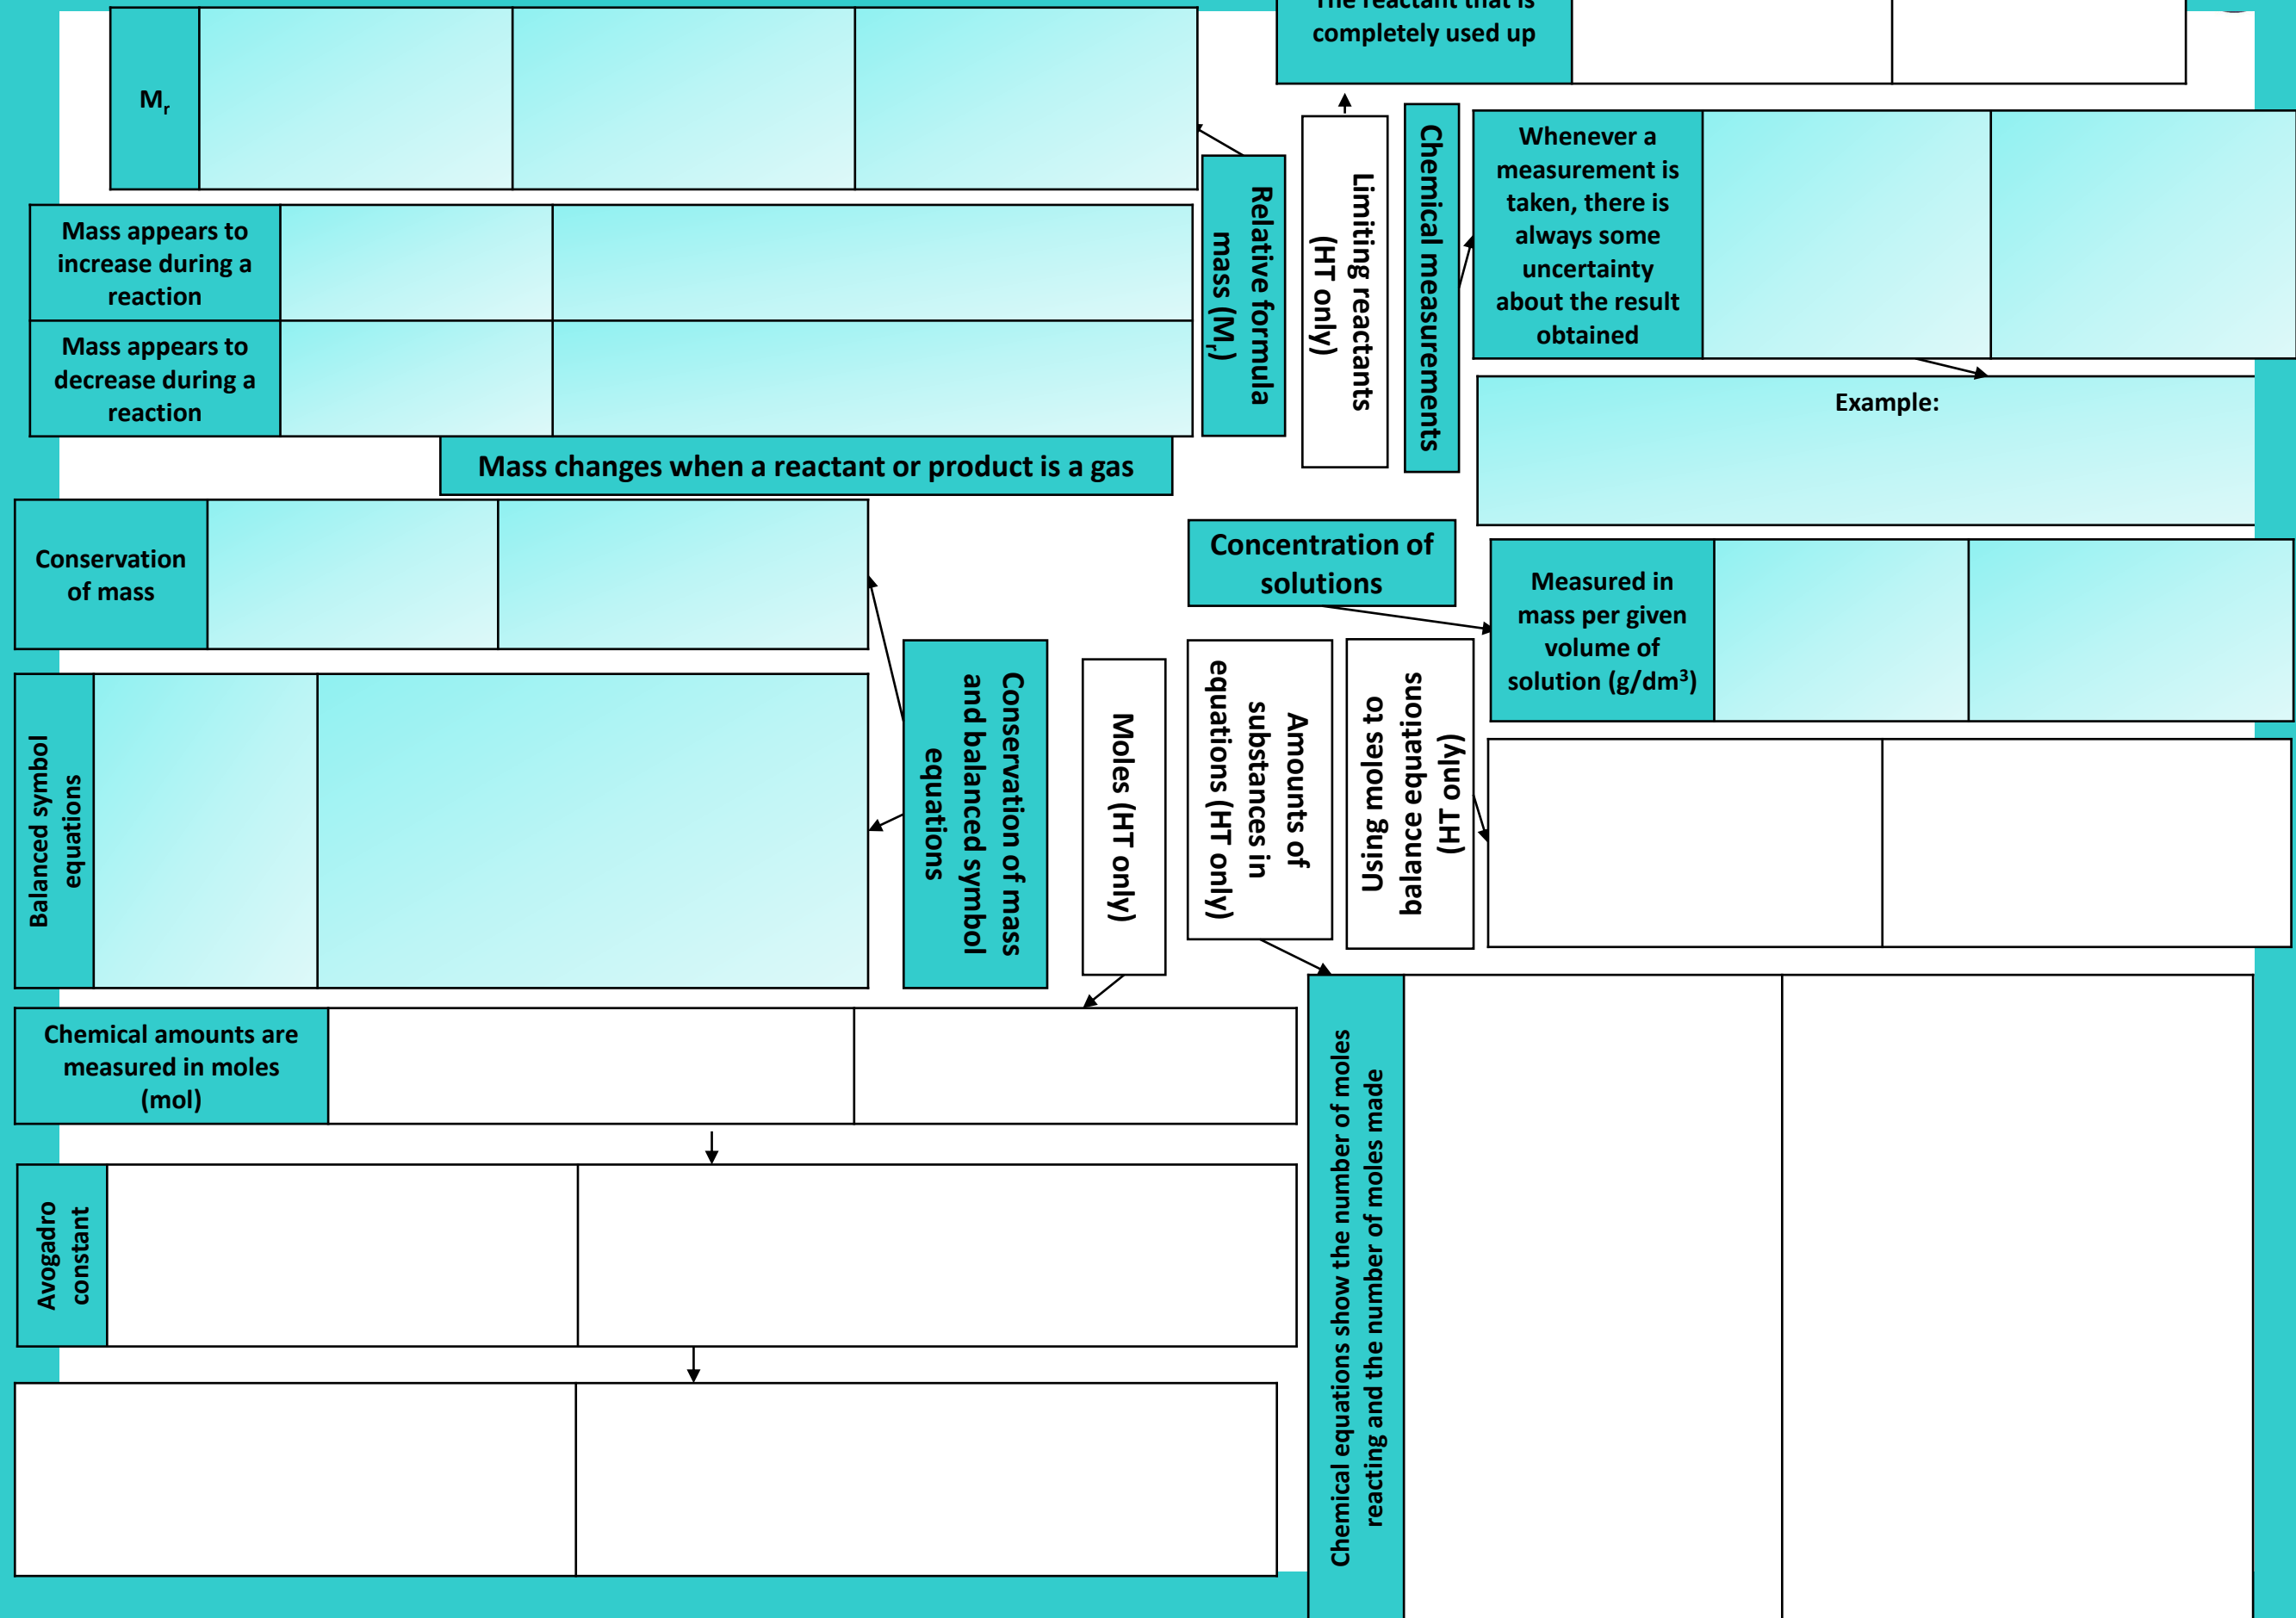 The reactant that is
completely used up
Mr
Mass appears to
increase during a
reaction
Mass appears to
decrease during a
reaction
Mass changes when a reactant or product is a gas
Relative formula
mass (Mr)
Limiting reactants
(HT only)
Chemical measurements
Whenever a
measurement is
taken, there is
always some
uncertainty
about the result
obtained
Example:
Conservation
of mass
Concentration of
solutions
Measured in
mass per given
volume of
solution (g/dm³)
Balanced symbol
equations
Conservation of mass
and balanced symbol
equations
Moles (HT only)
Amounts of
substances in
equations (HT only)
Using moles to
balance equations
(HT only)
Chemical amounts are
measured in moles
(mol)
Avogadro
constant
Chemical equations show the number of moles
reacting and the number of moles made